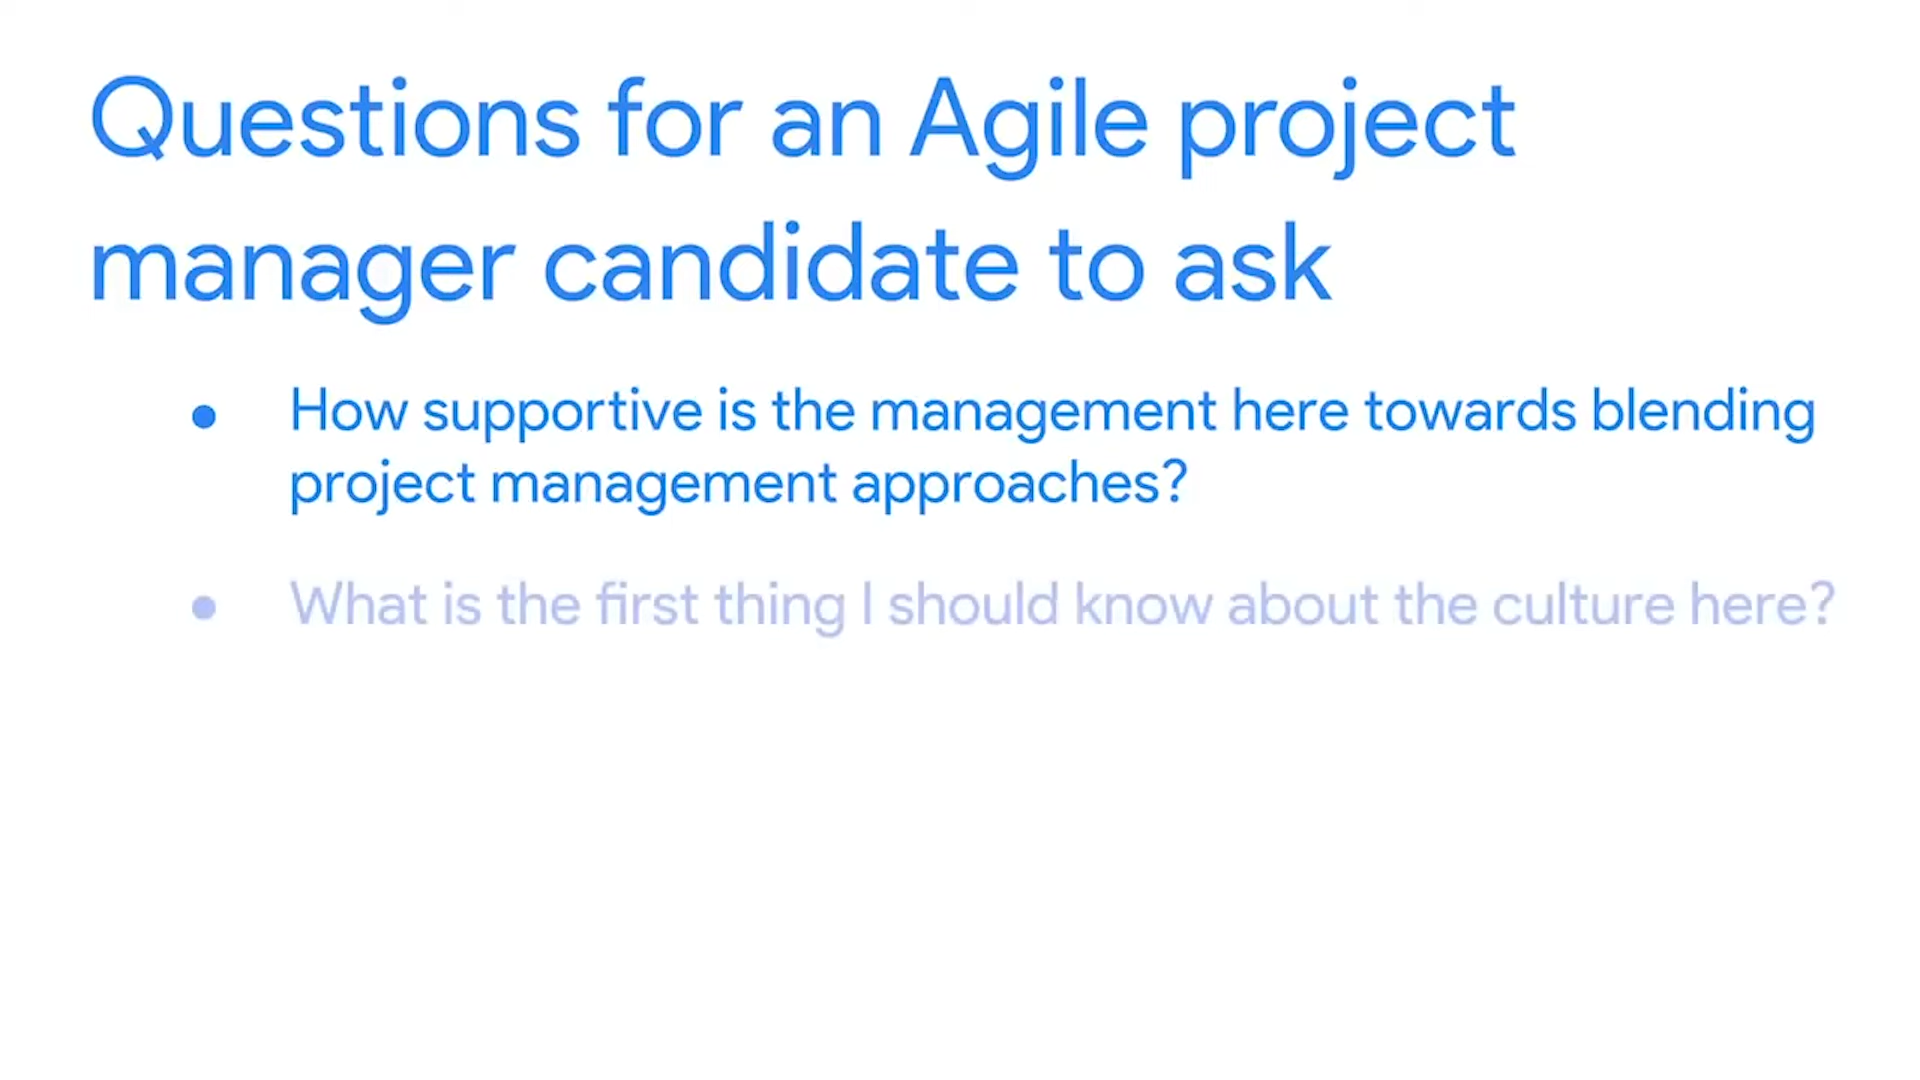 Questions for an Agile project
manager candidate to ask
● How supportive is the management here towards blending
project management approaches?
● What is the first thing I should know about the culture here?